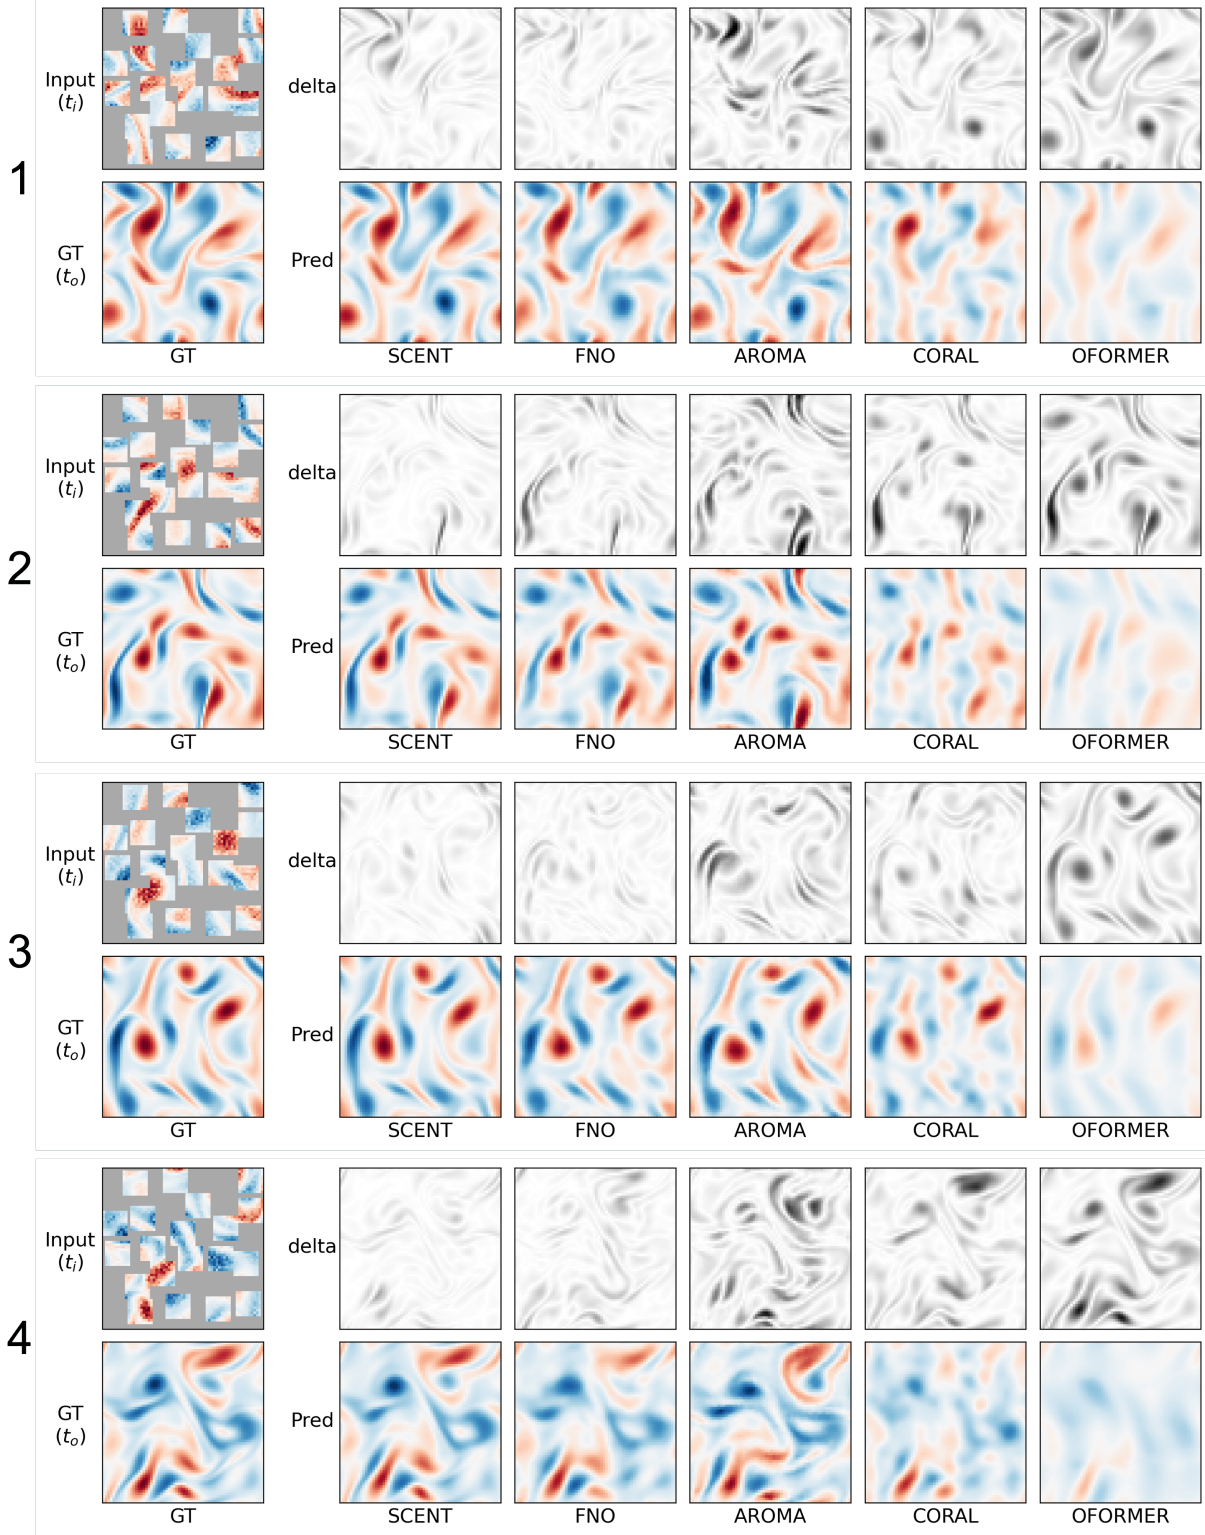 1
Input
(t_i)
delta
GT
(t_o)
Pred
GT SCENT FNO AROMA CORAL OFORMER
2
Input
(t_i)
delta
GT
(t_o)
Pred
GT SCENT FNO AROMA CORAL OFORMER
3
Input
(t_i)
delta
GT
(t_o)
Pred
GT SCENT FNO AROMA CORAL OFORMER
4
Input
(t_i)
delta
GT
(t_o)
Pred
GT SCENT FNO AROMA CORAL OFORMER